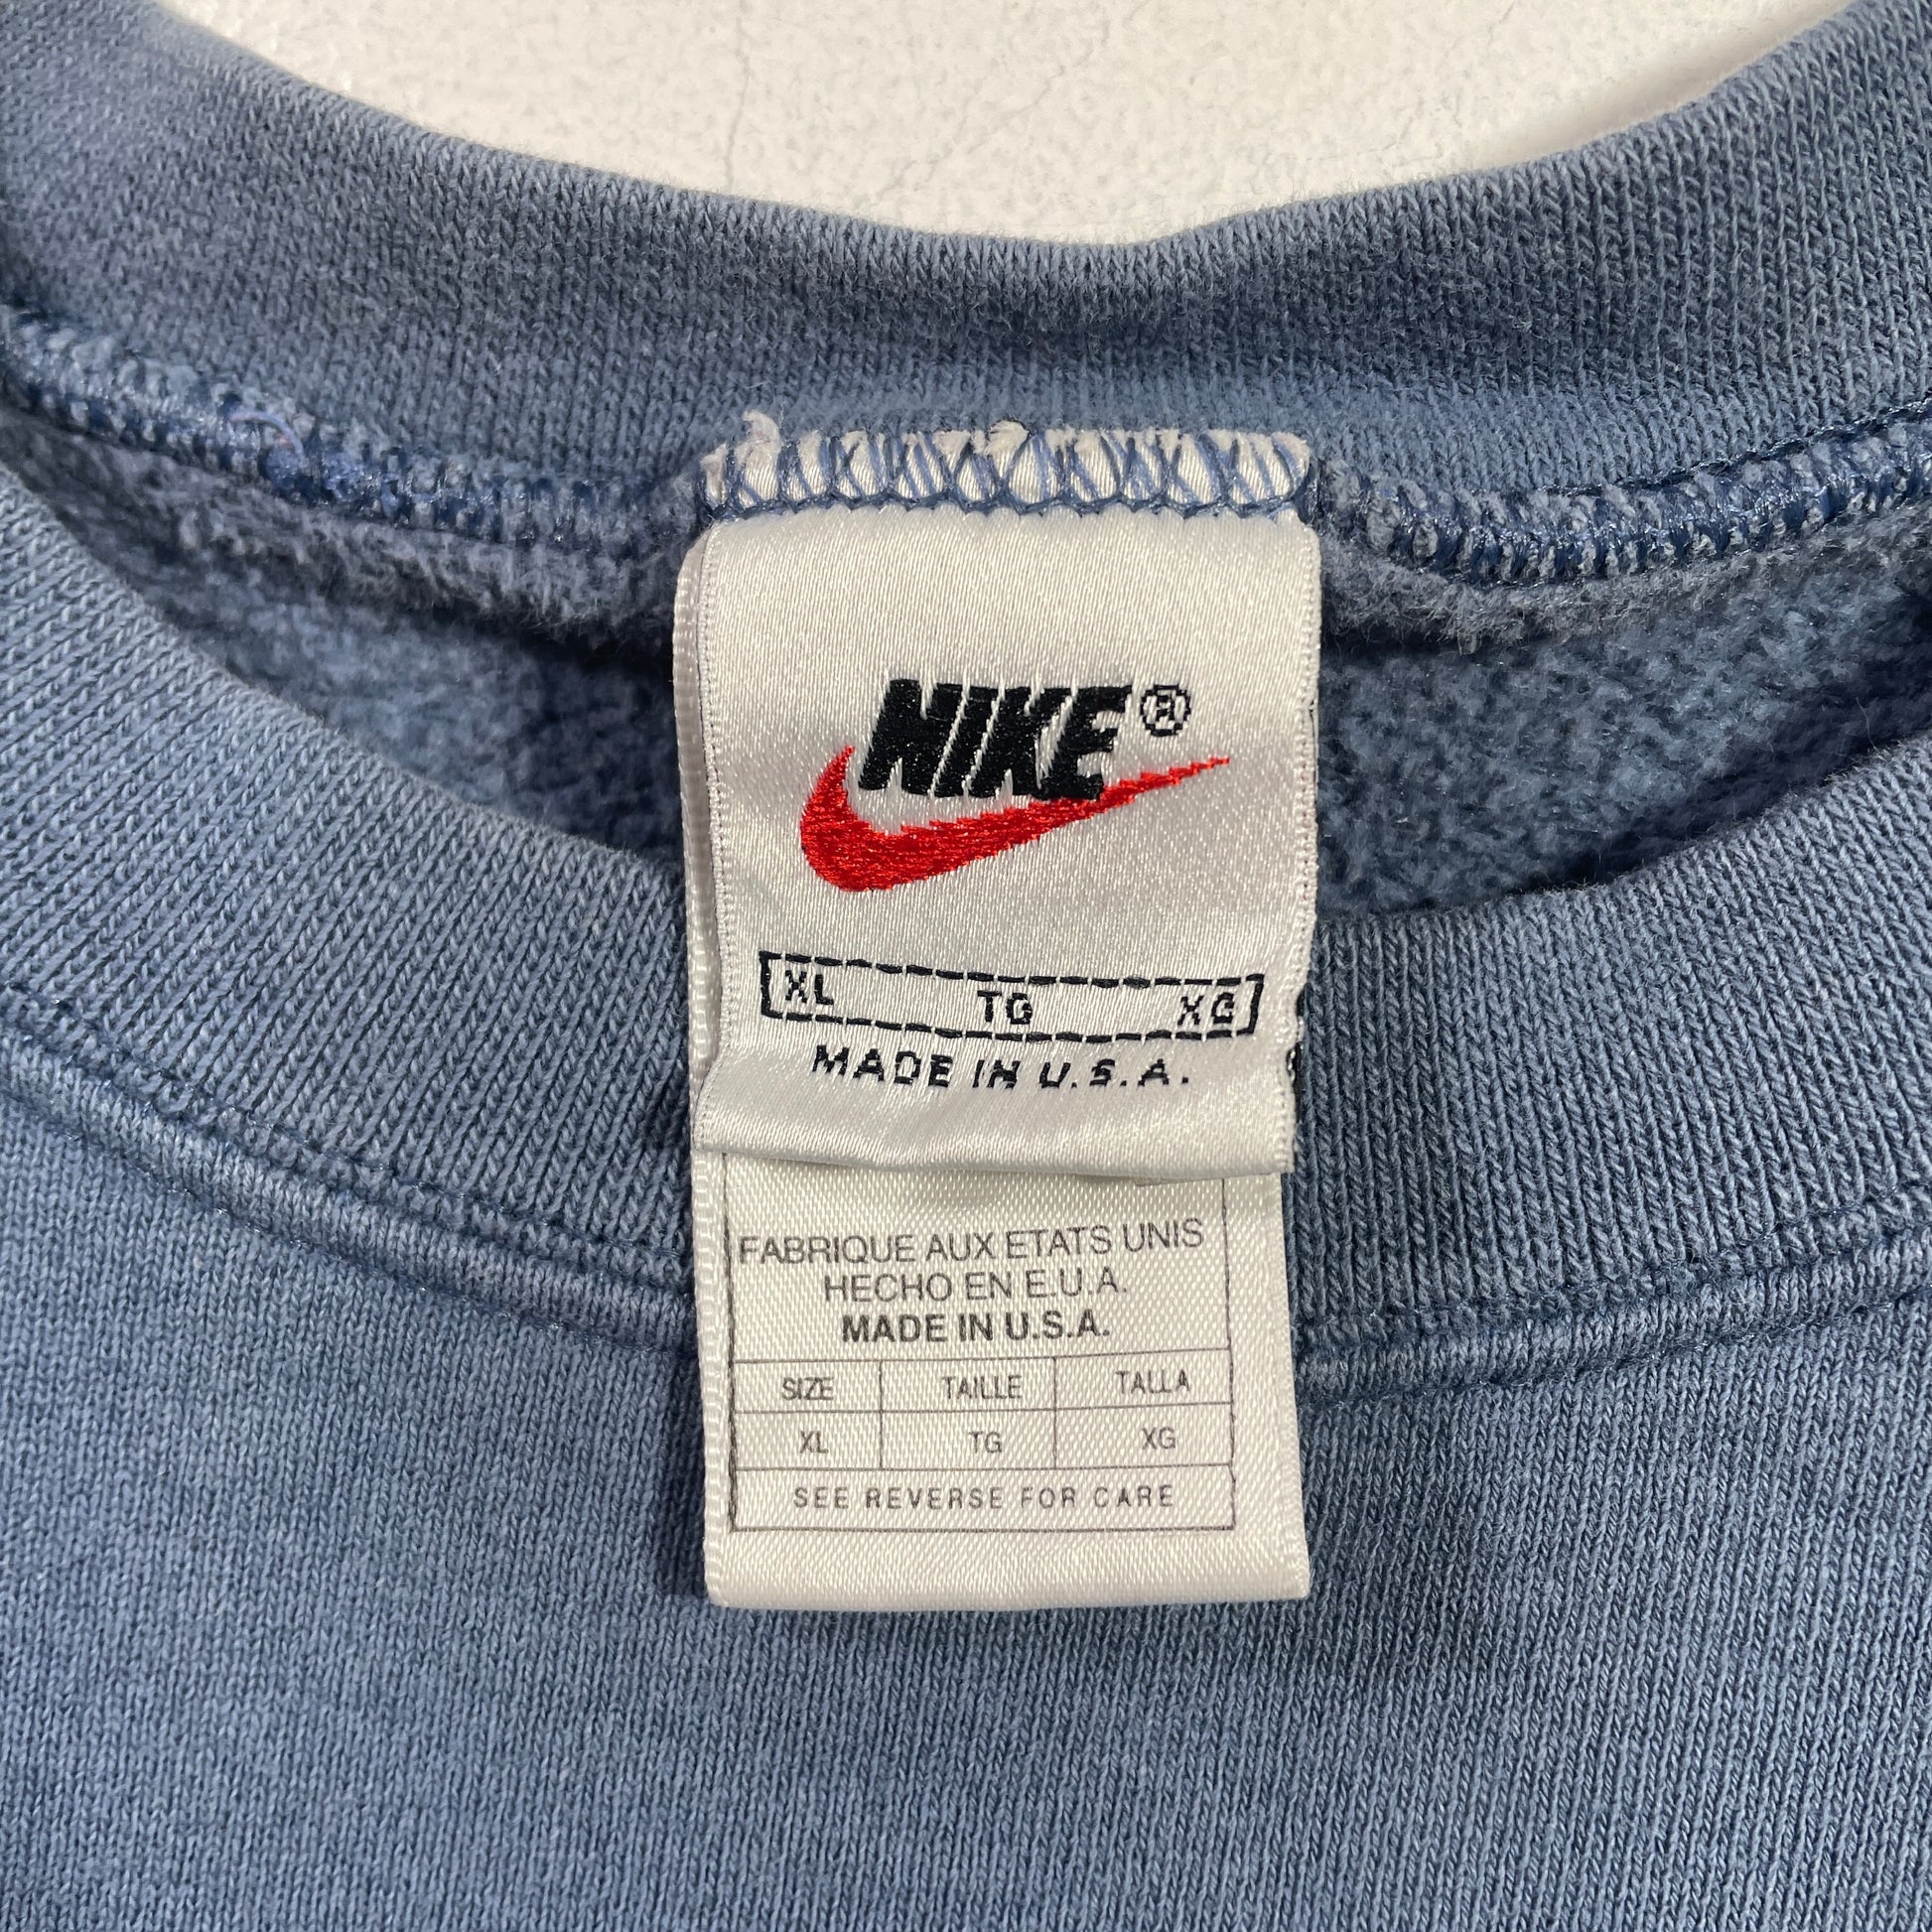 NIKE®
XL TG XG
MADE IN U.S.A.
FABRIQUE AUX ETATS UNIS
HECHO EN E.U.A.
MADE IN U.S.A.
SIZE TAILLE TALLA
XL TG XG
SEE REVERSE FOR CARE